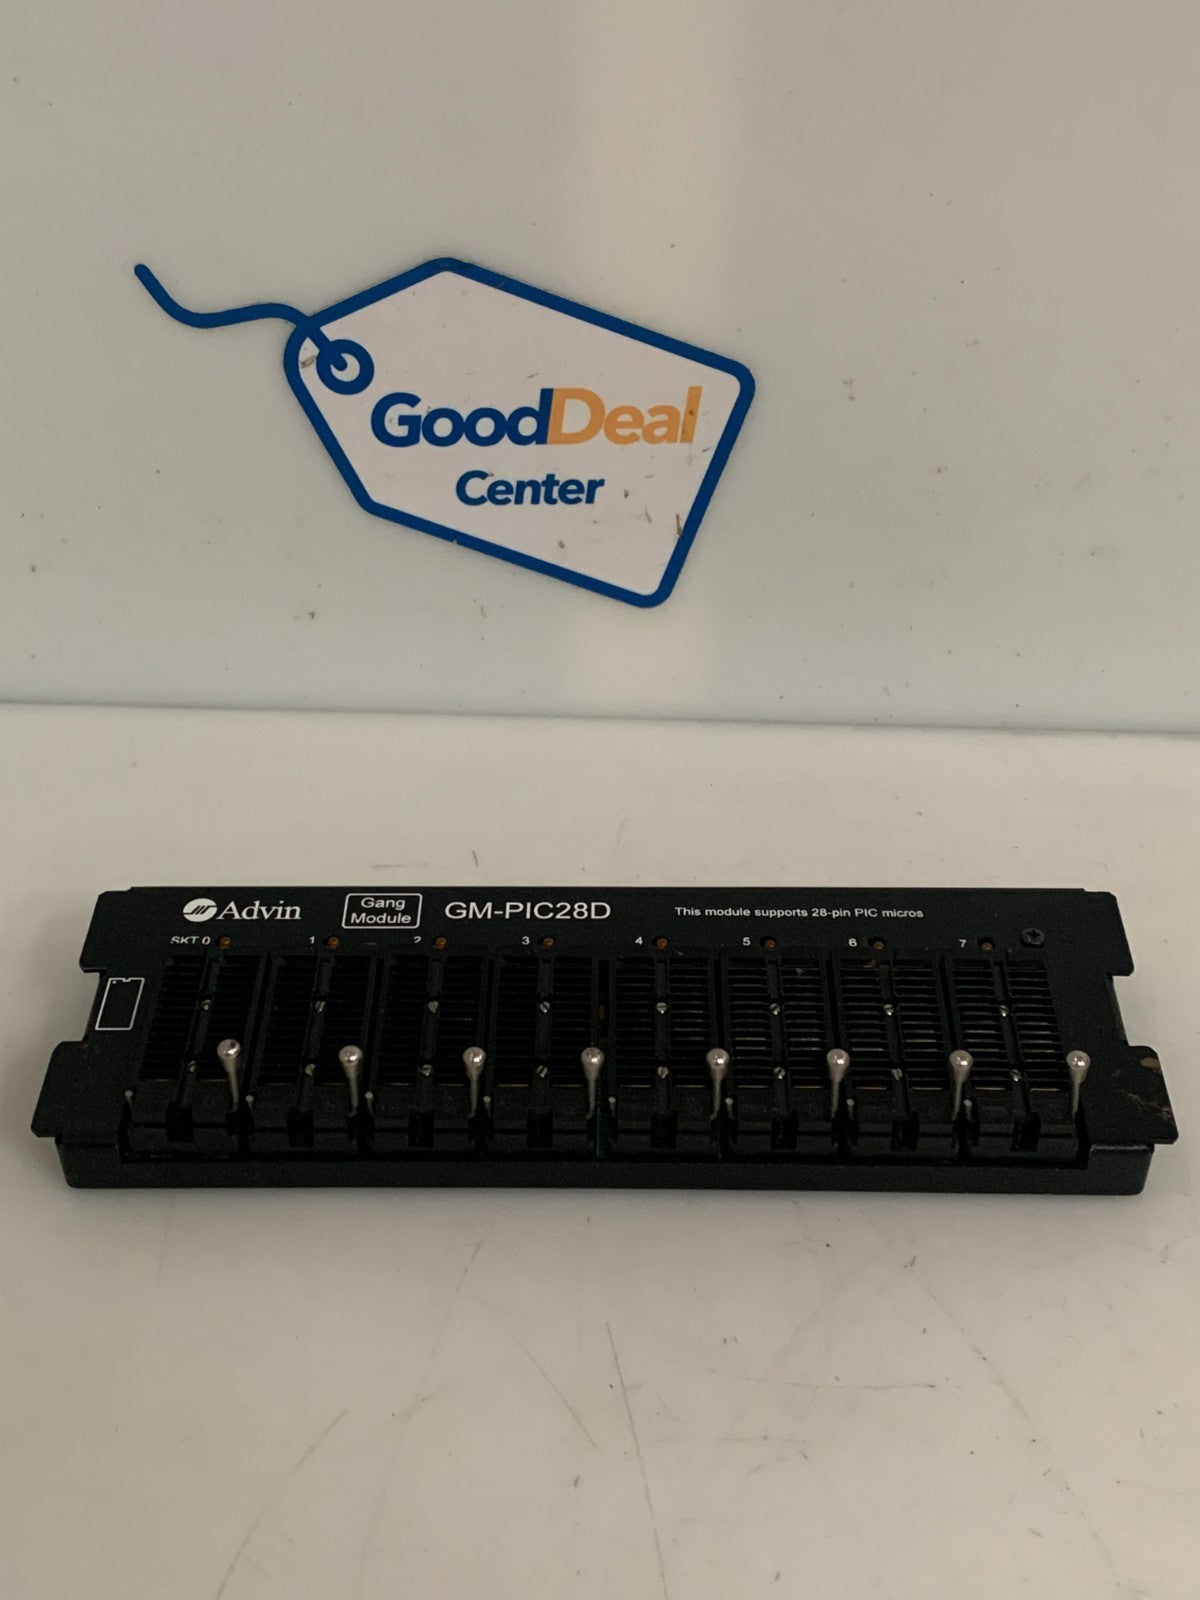 GoodDeal
Center
Advin
Gang
Module
GM-PIC28D
This module supports 28-pin PIC micros
SKT 0 1 2 3 4 5 6 7